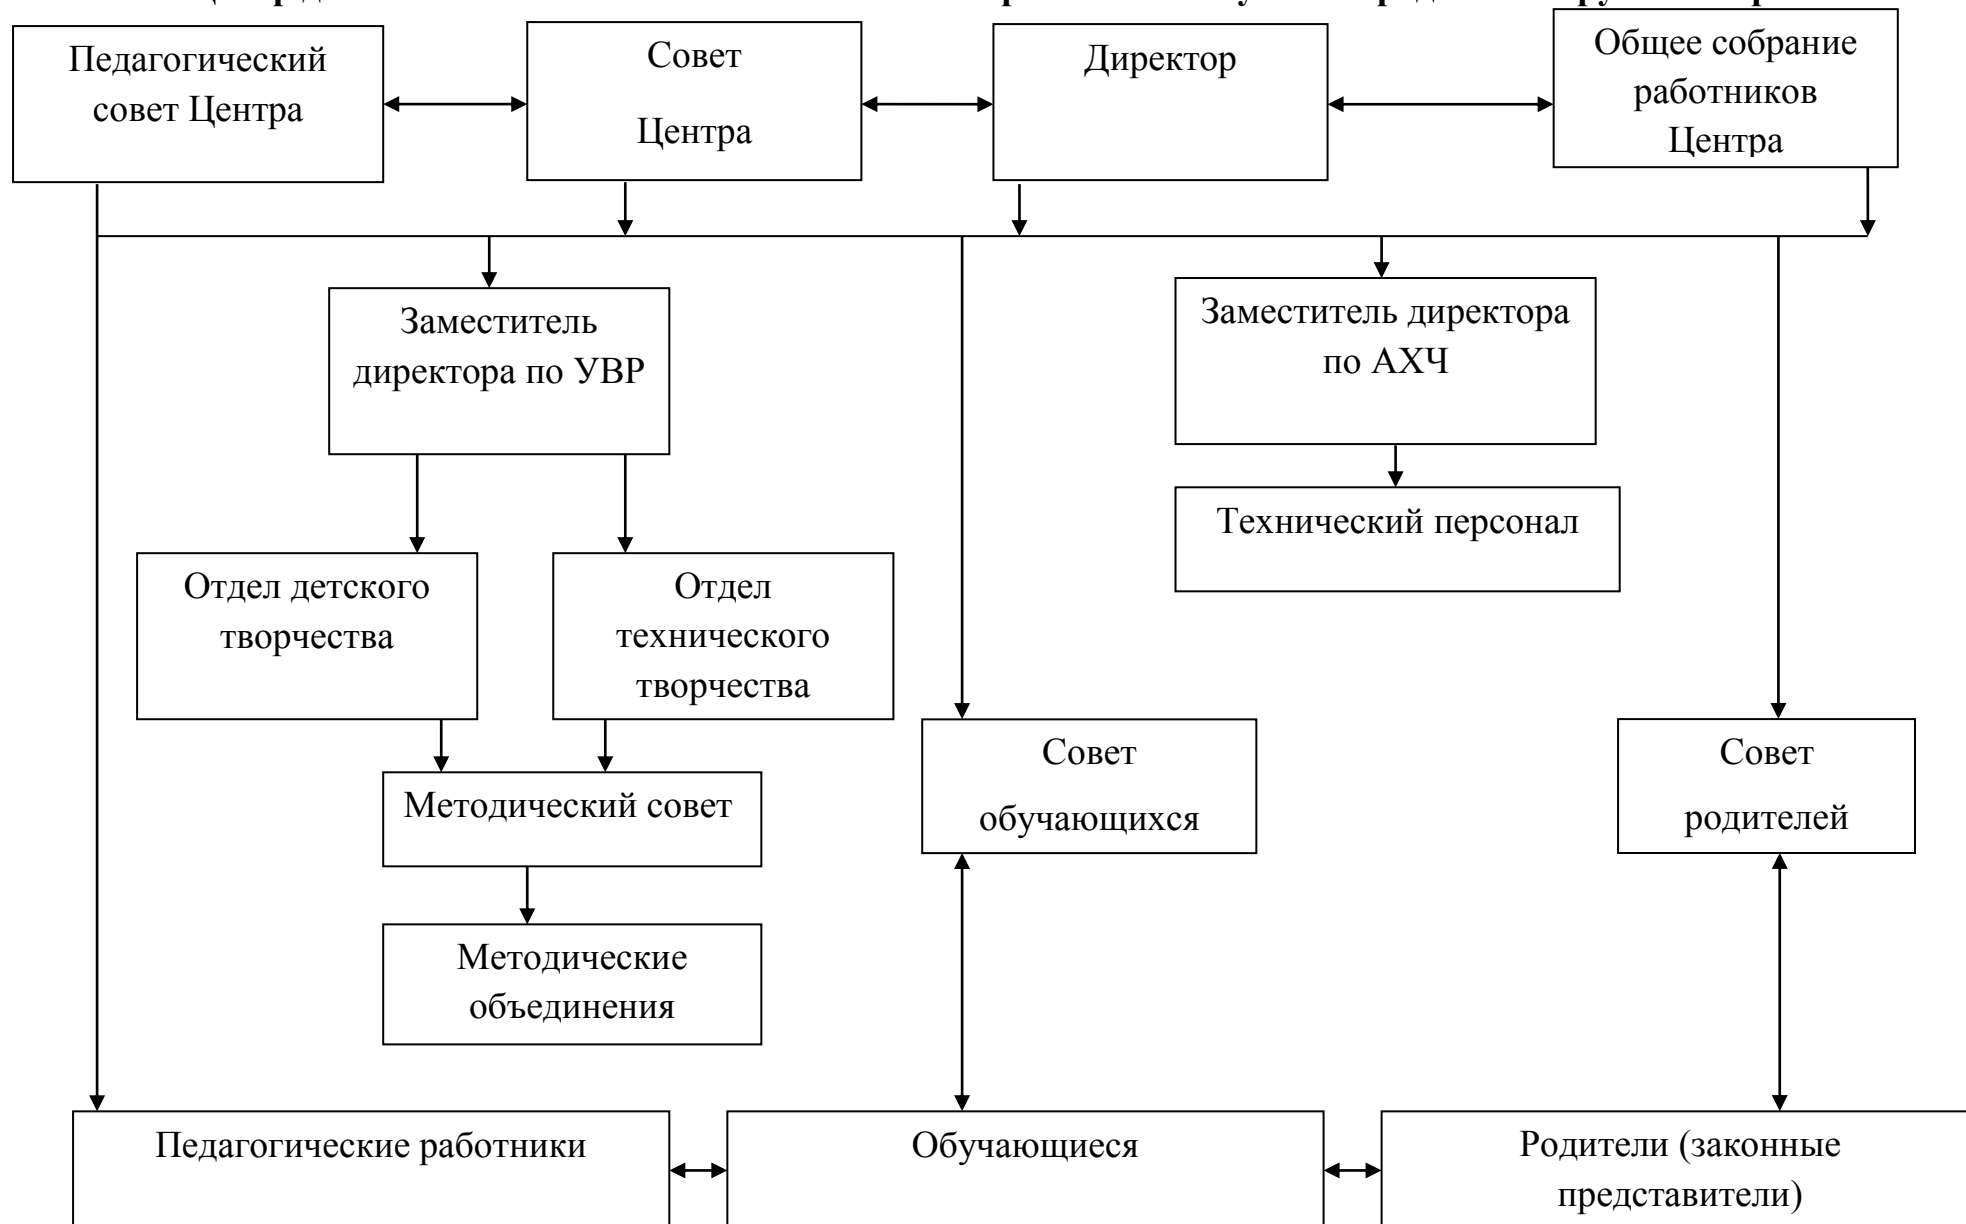 Педагогический
совет Центра
Совет
Центра
Директор
Общее собрание
работников
Центра
Заместитель
директора по УВР
Заместитель директора
по АХЧ
Технический персонал
Отдел детского
творчества
Отдел
технического
творчества
Методический совет
Методические
объединения
Совет
обучающихся
Совет
родителей
Педагогические работники
Обучающиеся
Родители (законные
представители)